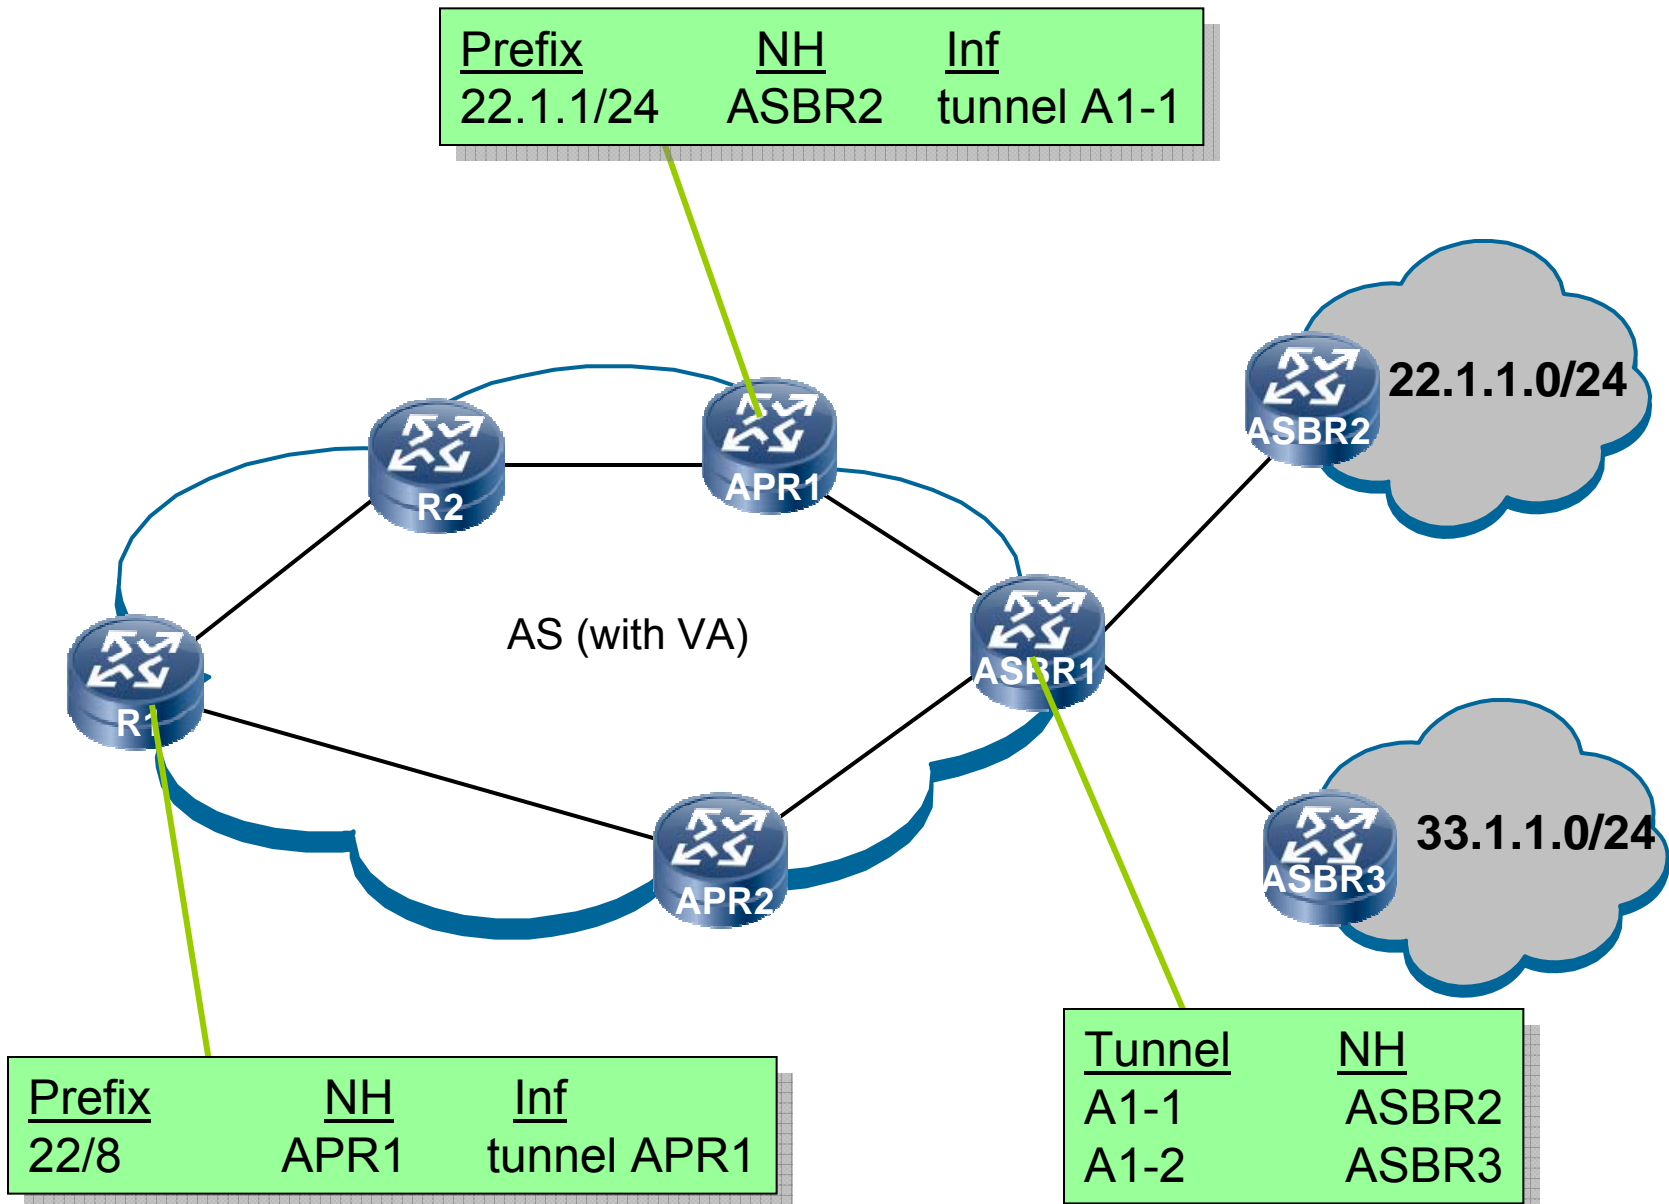 Prefix NH Inf
22.1.1/24 ASBR2 tunnel A1-1
22.1.1.0/24
ASBR2
APR1
R2
AS (with VA)
ASBR1
R1
33.1.1.0/24
ASBR3
APR2
Tunnel NH
A1-1 ASBR2
A1-2 ASBR3
Prefix NH Inf
22/8 APR1 tunnel APR1